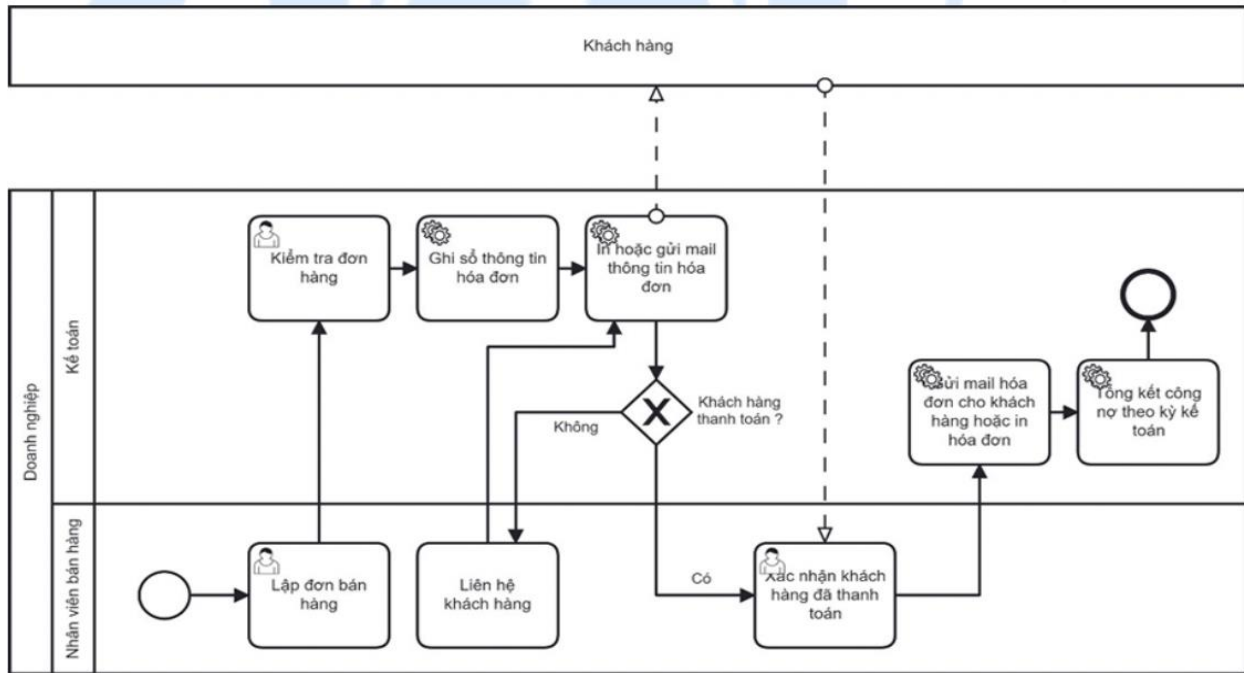 Khách hàng
Doanh nghiệp
Kế toán
Kiểm tra đơn
hàng
Ghi sổ thông tin
hóa đơn
In hoặc gửi mail
thông tin hóa
đơn
Khách hàng
thanh toán ?
Không
Gửi mail hóa
đơn cho khách
hàng hoặc in
hóa đơn
Tổng kết công
nợ theo kỳ kế
toán
Nhân viên bán hàng
Lập đơn bán
hàng
Liên hệ
khách hàng
Có
Xác nhận khách
hàng đã thanh
toán